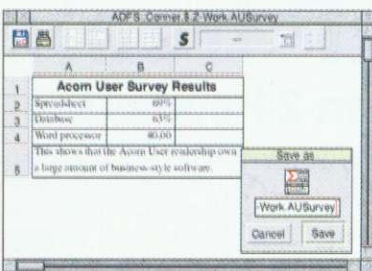 ADFS::Conner.$.Z-Work.AUSurvey
S
A B C
1 Acorn User Survey Results
2 Spreadsheet 69%
3 Database 63%
4 Word processor 80.00
5 This shows that the Acorn User readership own
a large amount of business-style software.
Save as
Work.AUSurvey
Cancel Save